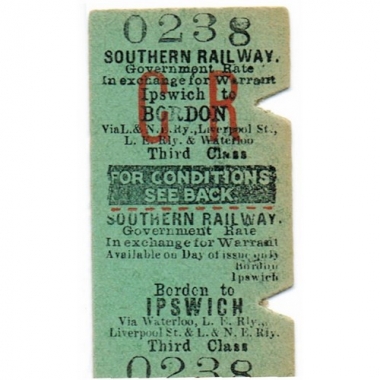 0238
SOUTHERN RAILWAY.
Government Rate
In exchange for Warrant
Ipswich to
BORDON
Via L. & N. E. Ry., Liverpool St.,
L. E Rly. & Waterloo
Third Class
G R
FOR CONDITIONS
SEE BACK
SOUTHERN RAILWAY.
Government Rate
In exchange for Warrant
Available on Day of issue only
Bordon
Ipswich
Bordon to
IPSWICH
Via Waterloo, L. E. Rly.,
Liverpool St. & L. & N. E. Rly.
Third Class
0238